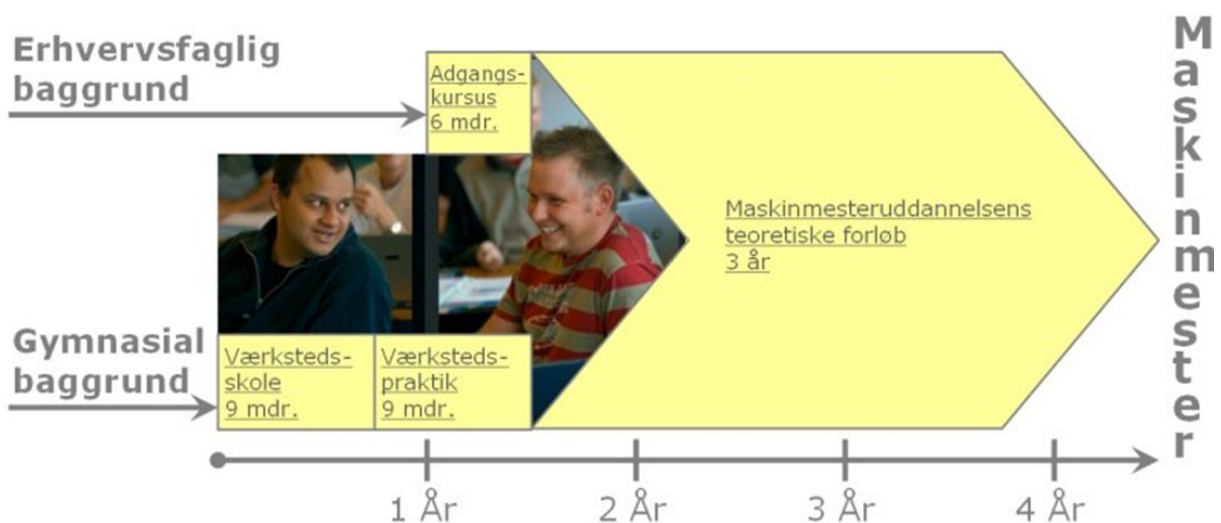 Erhvervsfaglig
baggrund
Adgangs-
kursus
6 mdr.
Maskinmesteruddannelsens
teoretiske forløb
3 år
Gymnasial
baggrund
Værksteds-
skole
9 mdr.
Værksteds-
praktik
9 mdr.
1 År
2 År
3 År
4 År
Maskinmester